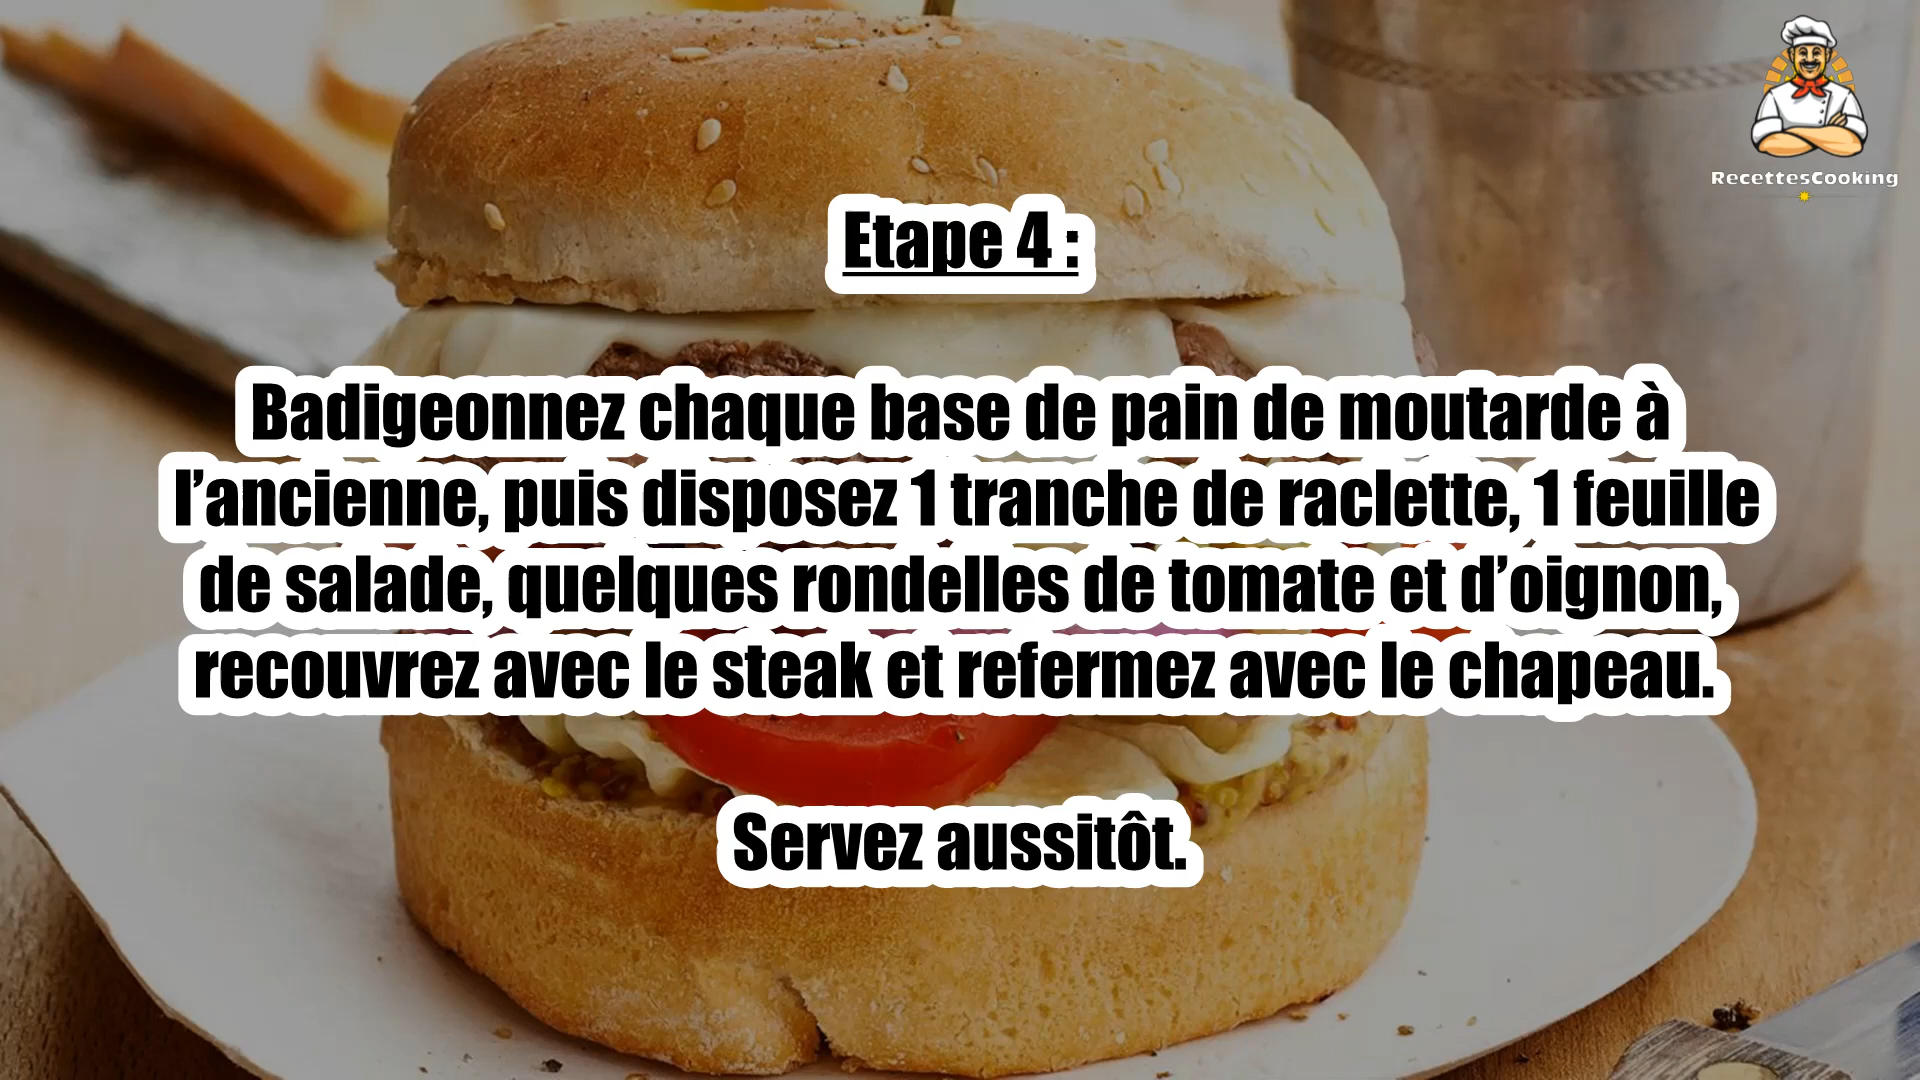 RecettesCooking
Etape 4 :
Badigeonnez chaque base de pain de moutarde à
l’ancienne, puis disposez 1 tranche de raclette, 1 feuille
de salade, quelques rondelles de tomate et d’oignon,
recouvrez avec le steak et refermez avec le chapeau.
Servez aussitôt.